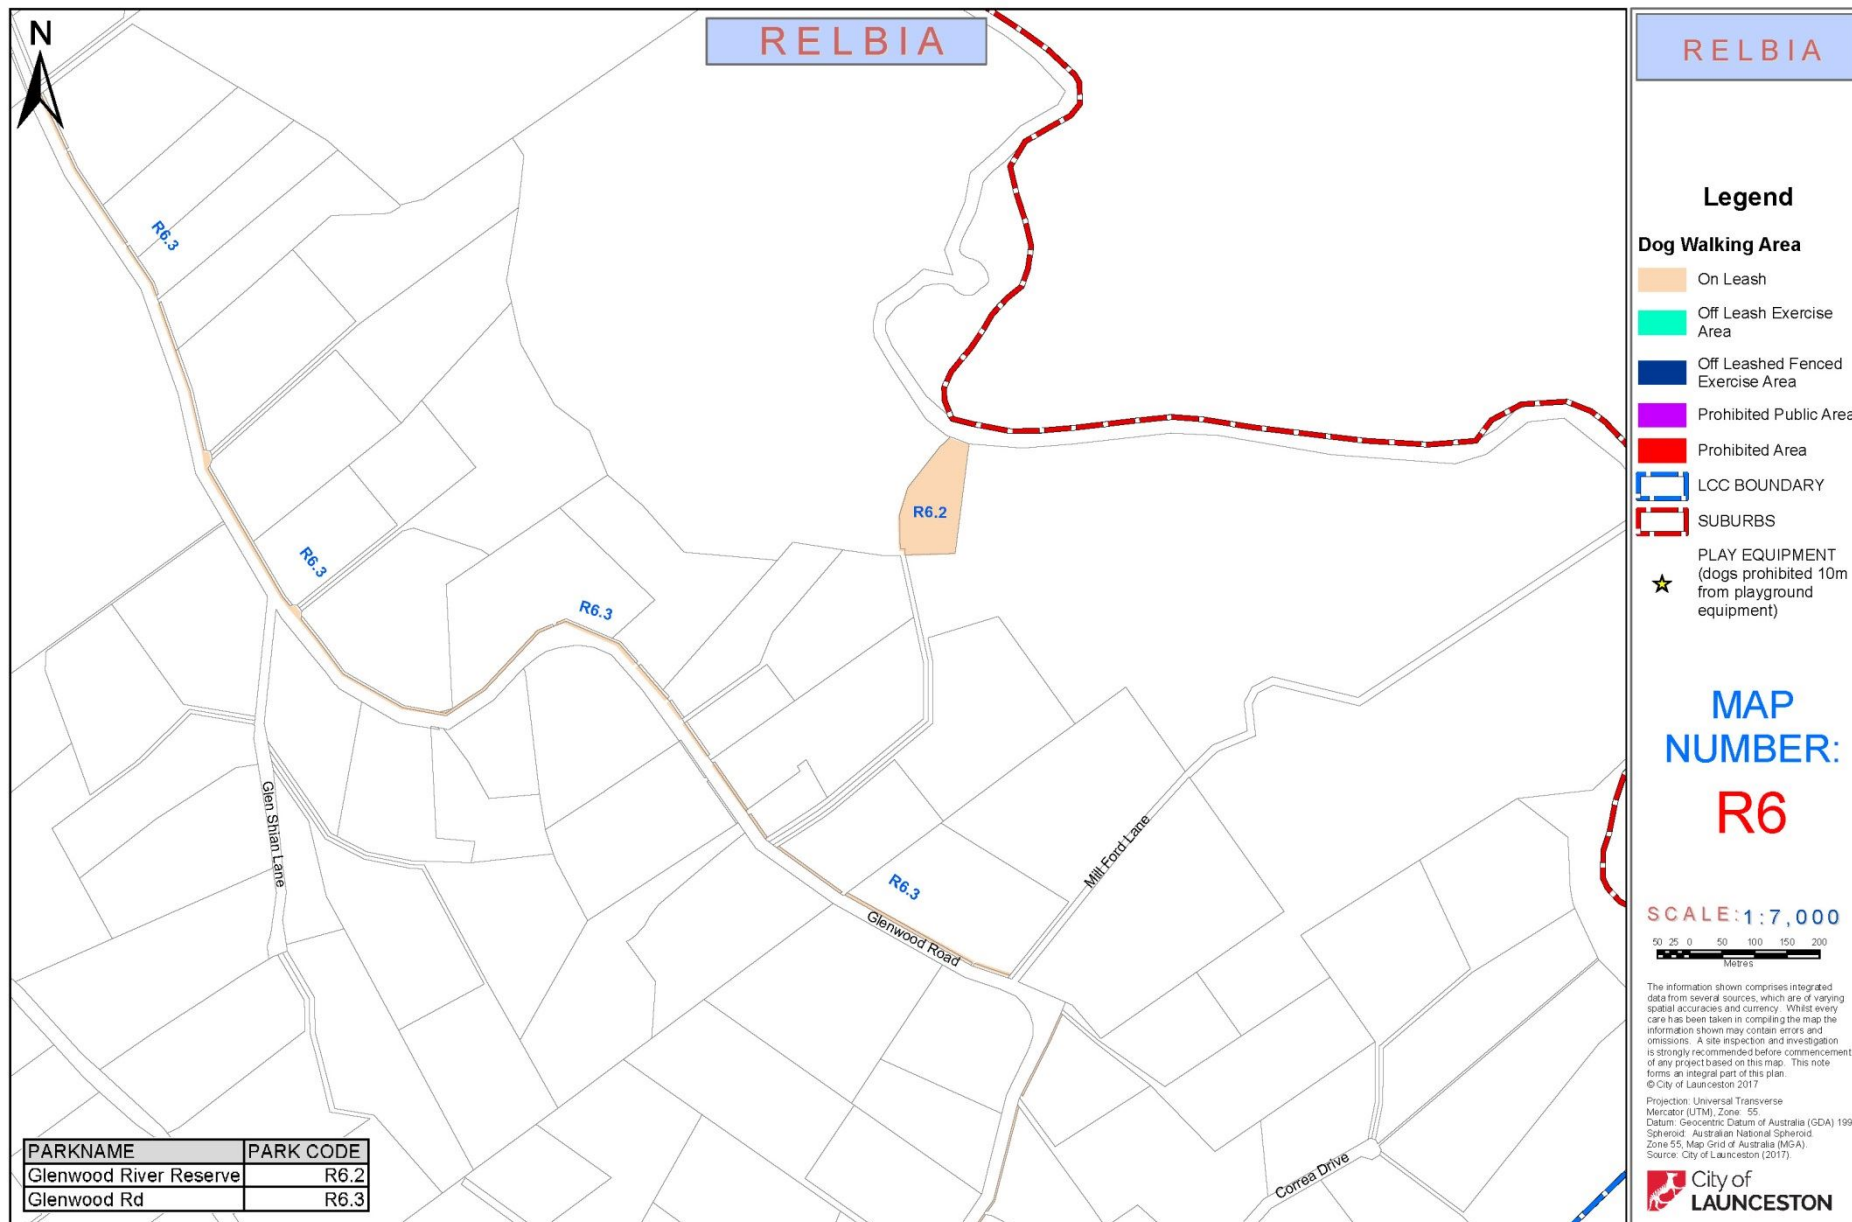 N
RELBIA
R6.3
R6.2
R6.3
R6.3
R6.3
Glen Shian Lane
Mill Ford Lane
Glenwood Road
Correa Drive
PARKNAME PARK CODE
Glenwood River Reserve R6.2
Glenwood Rd R6.3
RELBIA
Legend
Dog Walking Area
On Leash
Off Leash Exercise
Area
Off Leashed Fenced
Exercise Area
Prohibited Public Area
Prohibited Area
LCC BOUNDARY
SUBURBS
PLAY EQUIPMENT
(dogs prohibited 10m
from playground
equipment)
MAP
NUMBER:
R6
SCALE: 1:7,000
50 25 0 50 100 150 200
Metres
The information shown comprises integrated
data from several sources, which are of varying
spatial accuracies and currency. Whilst every
care has been taken in compiling the map the
information shown may contain errors and
omissions. A site inspection and investigation
is strongly recommended before commencement
of any project based on this map. This note
forms an integral part of this plan.
© City of Launceston 2017
Projection: Universal Transverse
Mercator (UTM), Zone: 55.
Datum: Geocentric Datum of Australia (GDA) 199
Spheroid: Australian National Spheroid.
Zone 55, Map Grid of Australia (MGA).
Source: City of Launceston (2017).
City of
LAUNCESTON